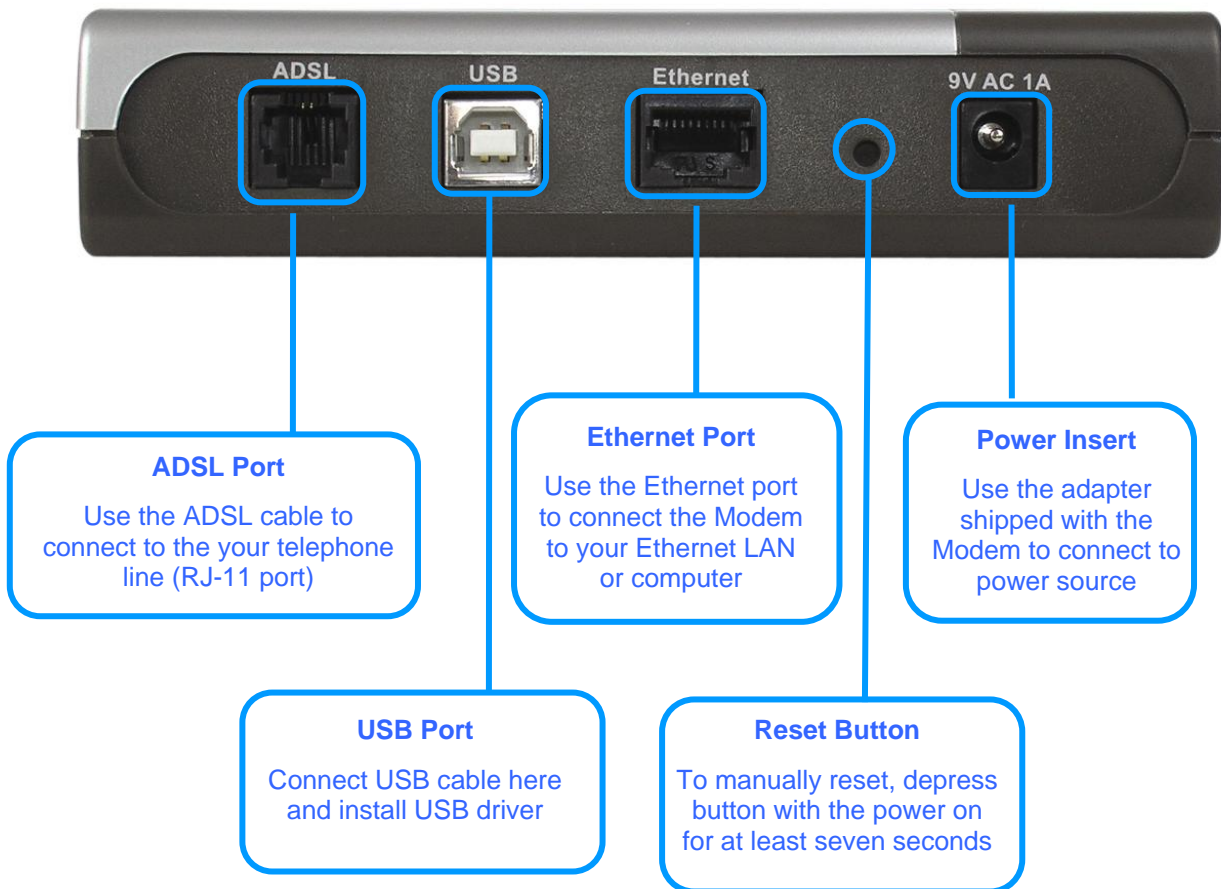 ADSL
USB
Ethernet
9V AC 1A
ADSL Port
Use the ADSL cable to
connect to the your telephone
line (RJ-11 port)
Ethernet Port
Use the Ethernet port
to connect the Modem
to your Ethernet LAN
or computer
Power Insert
Use the adapter
shipped with the
Modem to connect to
power source
USB Port
Connect USB cable here
and install USB driver
Reset Button
To manually reset, depress
button with the power on
for at least seven seconds